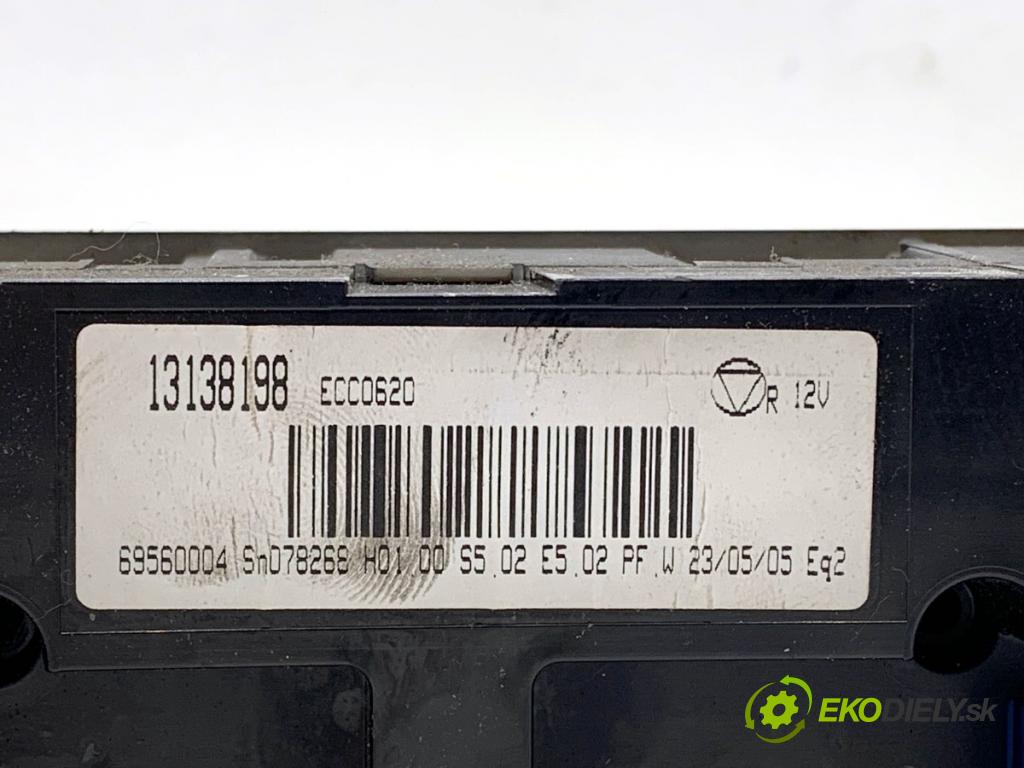 13138198 ECC0620 R 12V
69560004 Sn078268 H01.00 S5.02 E5.02 PF.W 23/05/05 Eq2
EKODIELY.sk